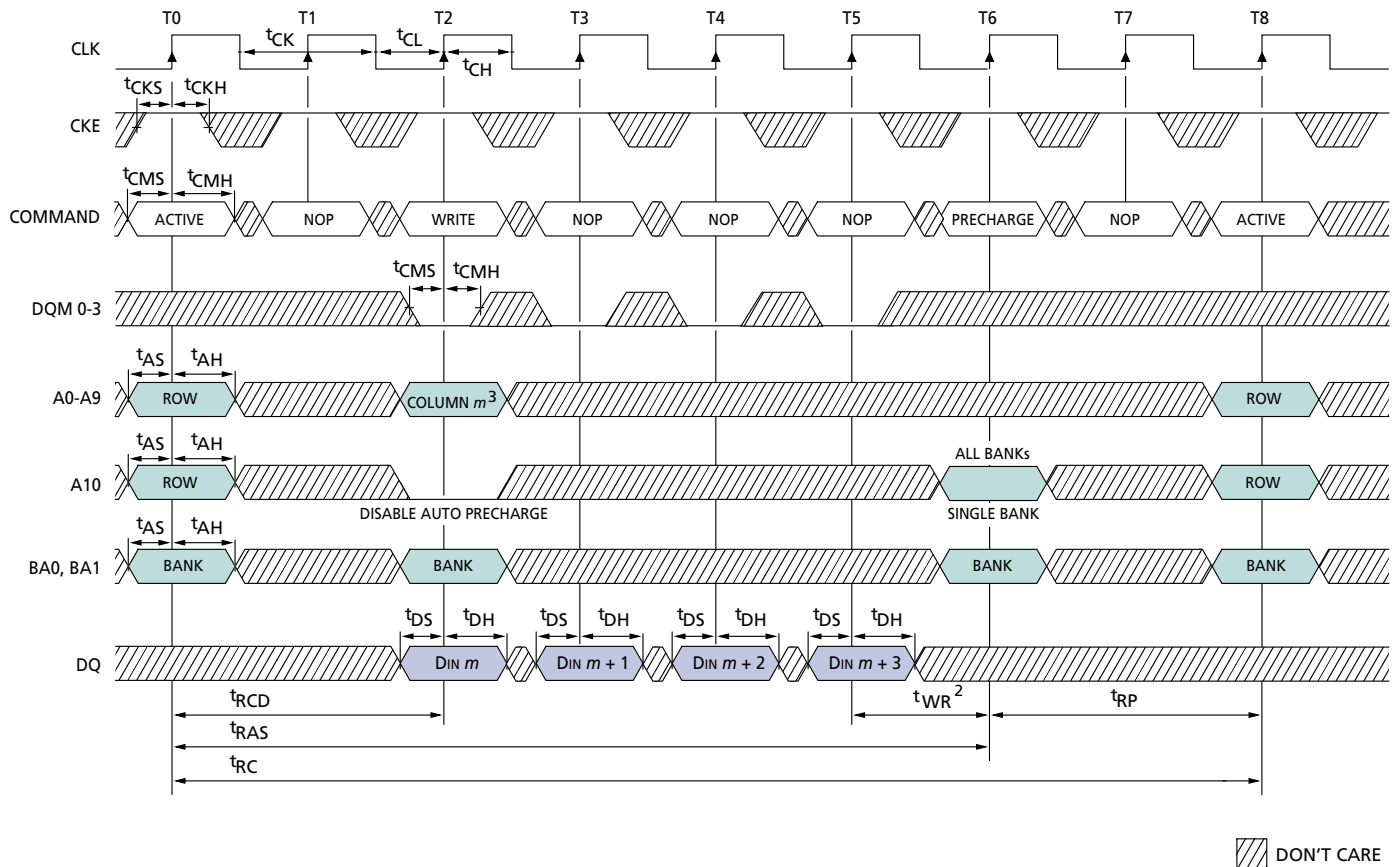 T0 T1 T2 T3 T4 T5 T6 T7 T8
CLK tCK tCL tCH
tCKS tCKH
CKE
tCMS tCMH
COMMAND ACTIVE NOP WRITE NOP NOP NOP PRECHARGE NOP ACTIVE
tCMS tCMH
DQM 0-3
tAS tAH
A0-A9 ROW COLUMN m3 ROW
tAS tAH ALL BANKs
A10 ROW ROW
DISABLE AUTO PRECHARGE SINGLE BANK
tAS tAH
BA0, BA1 BANK BANK BANK BANK
tDS tDH tDS tDH tDS tDH tDS tDH
DQ DIN m DIN m + 1 DIN m + 2 DIN m + 3
tRCD tWR2 tRP
tRAS
tRC
DON'T CARE